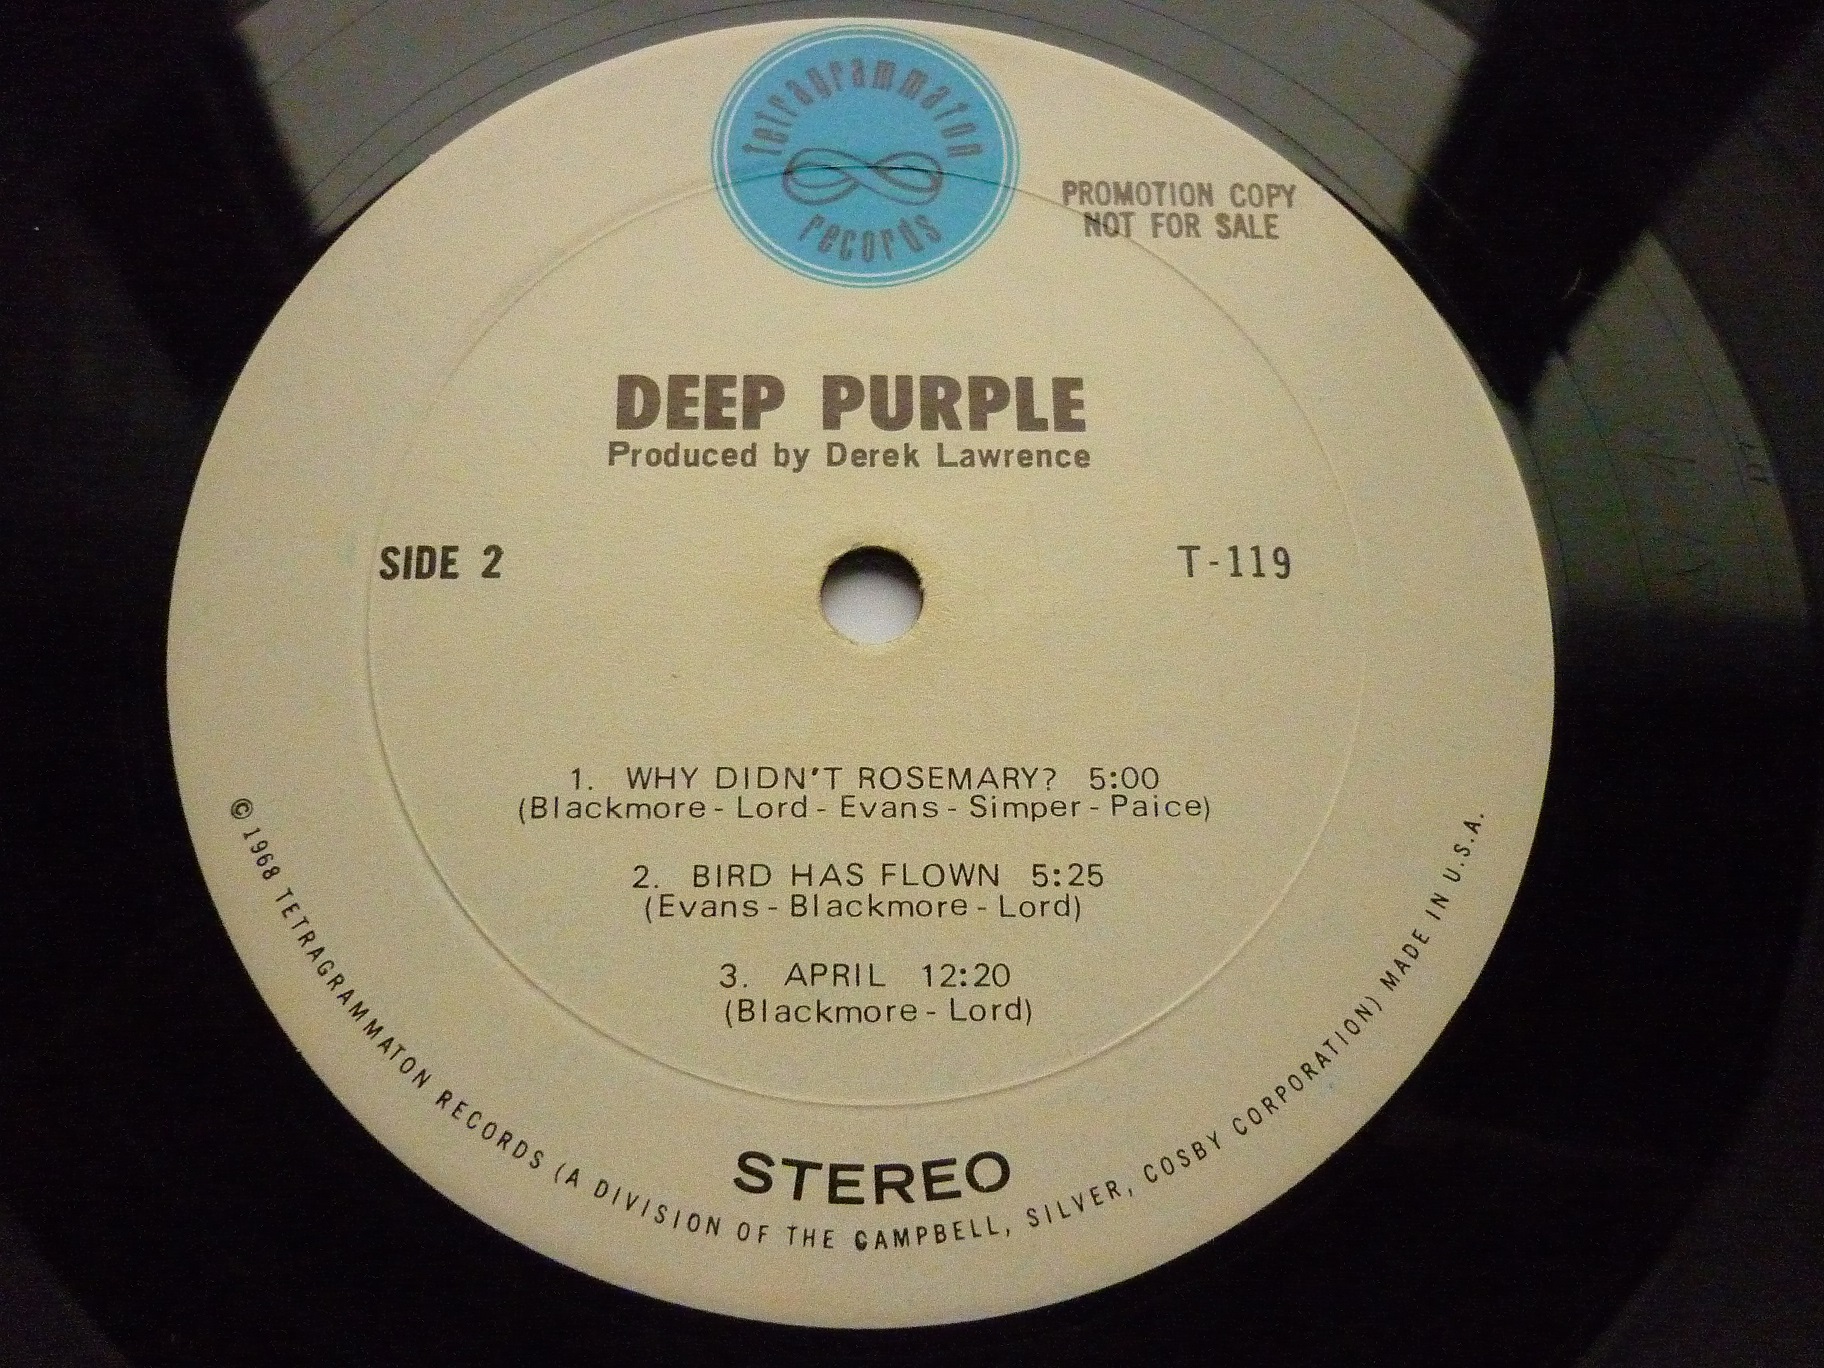 tetragrammaton
records
PROMOTION COPY
NOT FOR SALE
DEEP PURPLE
Produced by Derek Lawrence
SIDE 2
T-119
1. WHY DIDN'T ROSEMARY? 5:00
(Blackmore - Lord - Evans - Simper - Paice)
2. BIRD HAS FLOWN 5:25
(Evans - Blackmore - Lord)
3. APRIL 12:20
(Blackmore - Lord)
STEREO
© 1968 TETRAGRAMMATON RECORDS (A DIVISION OF THE CAMPBELL, SILVER, COSBY CORPORATION) MADE IN U.S.A.